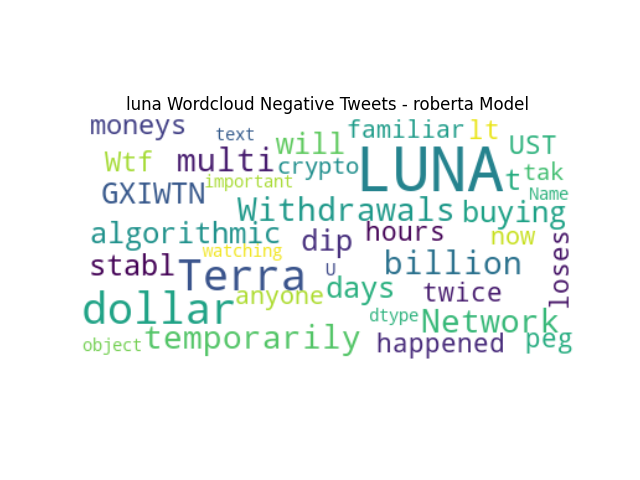 luna Wordcloud Negative Tweets - roberta Model
moneys
text
will
familiar
lt
Wtf
multi
crypto
LUNA
UST
important
t
tak
GXIWTN
Name
Withdrawals
buying
algorithmic
dip
hours
now
watching
stabl
Terra
U
billion
loses
dollar
anyone
days
twice
dtype
Network
object
temporarily
happened
peg